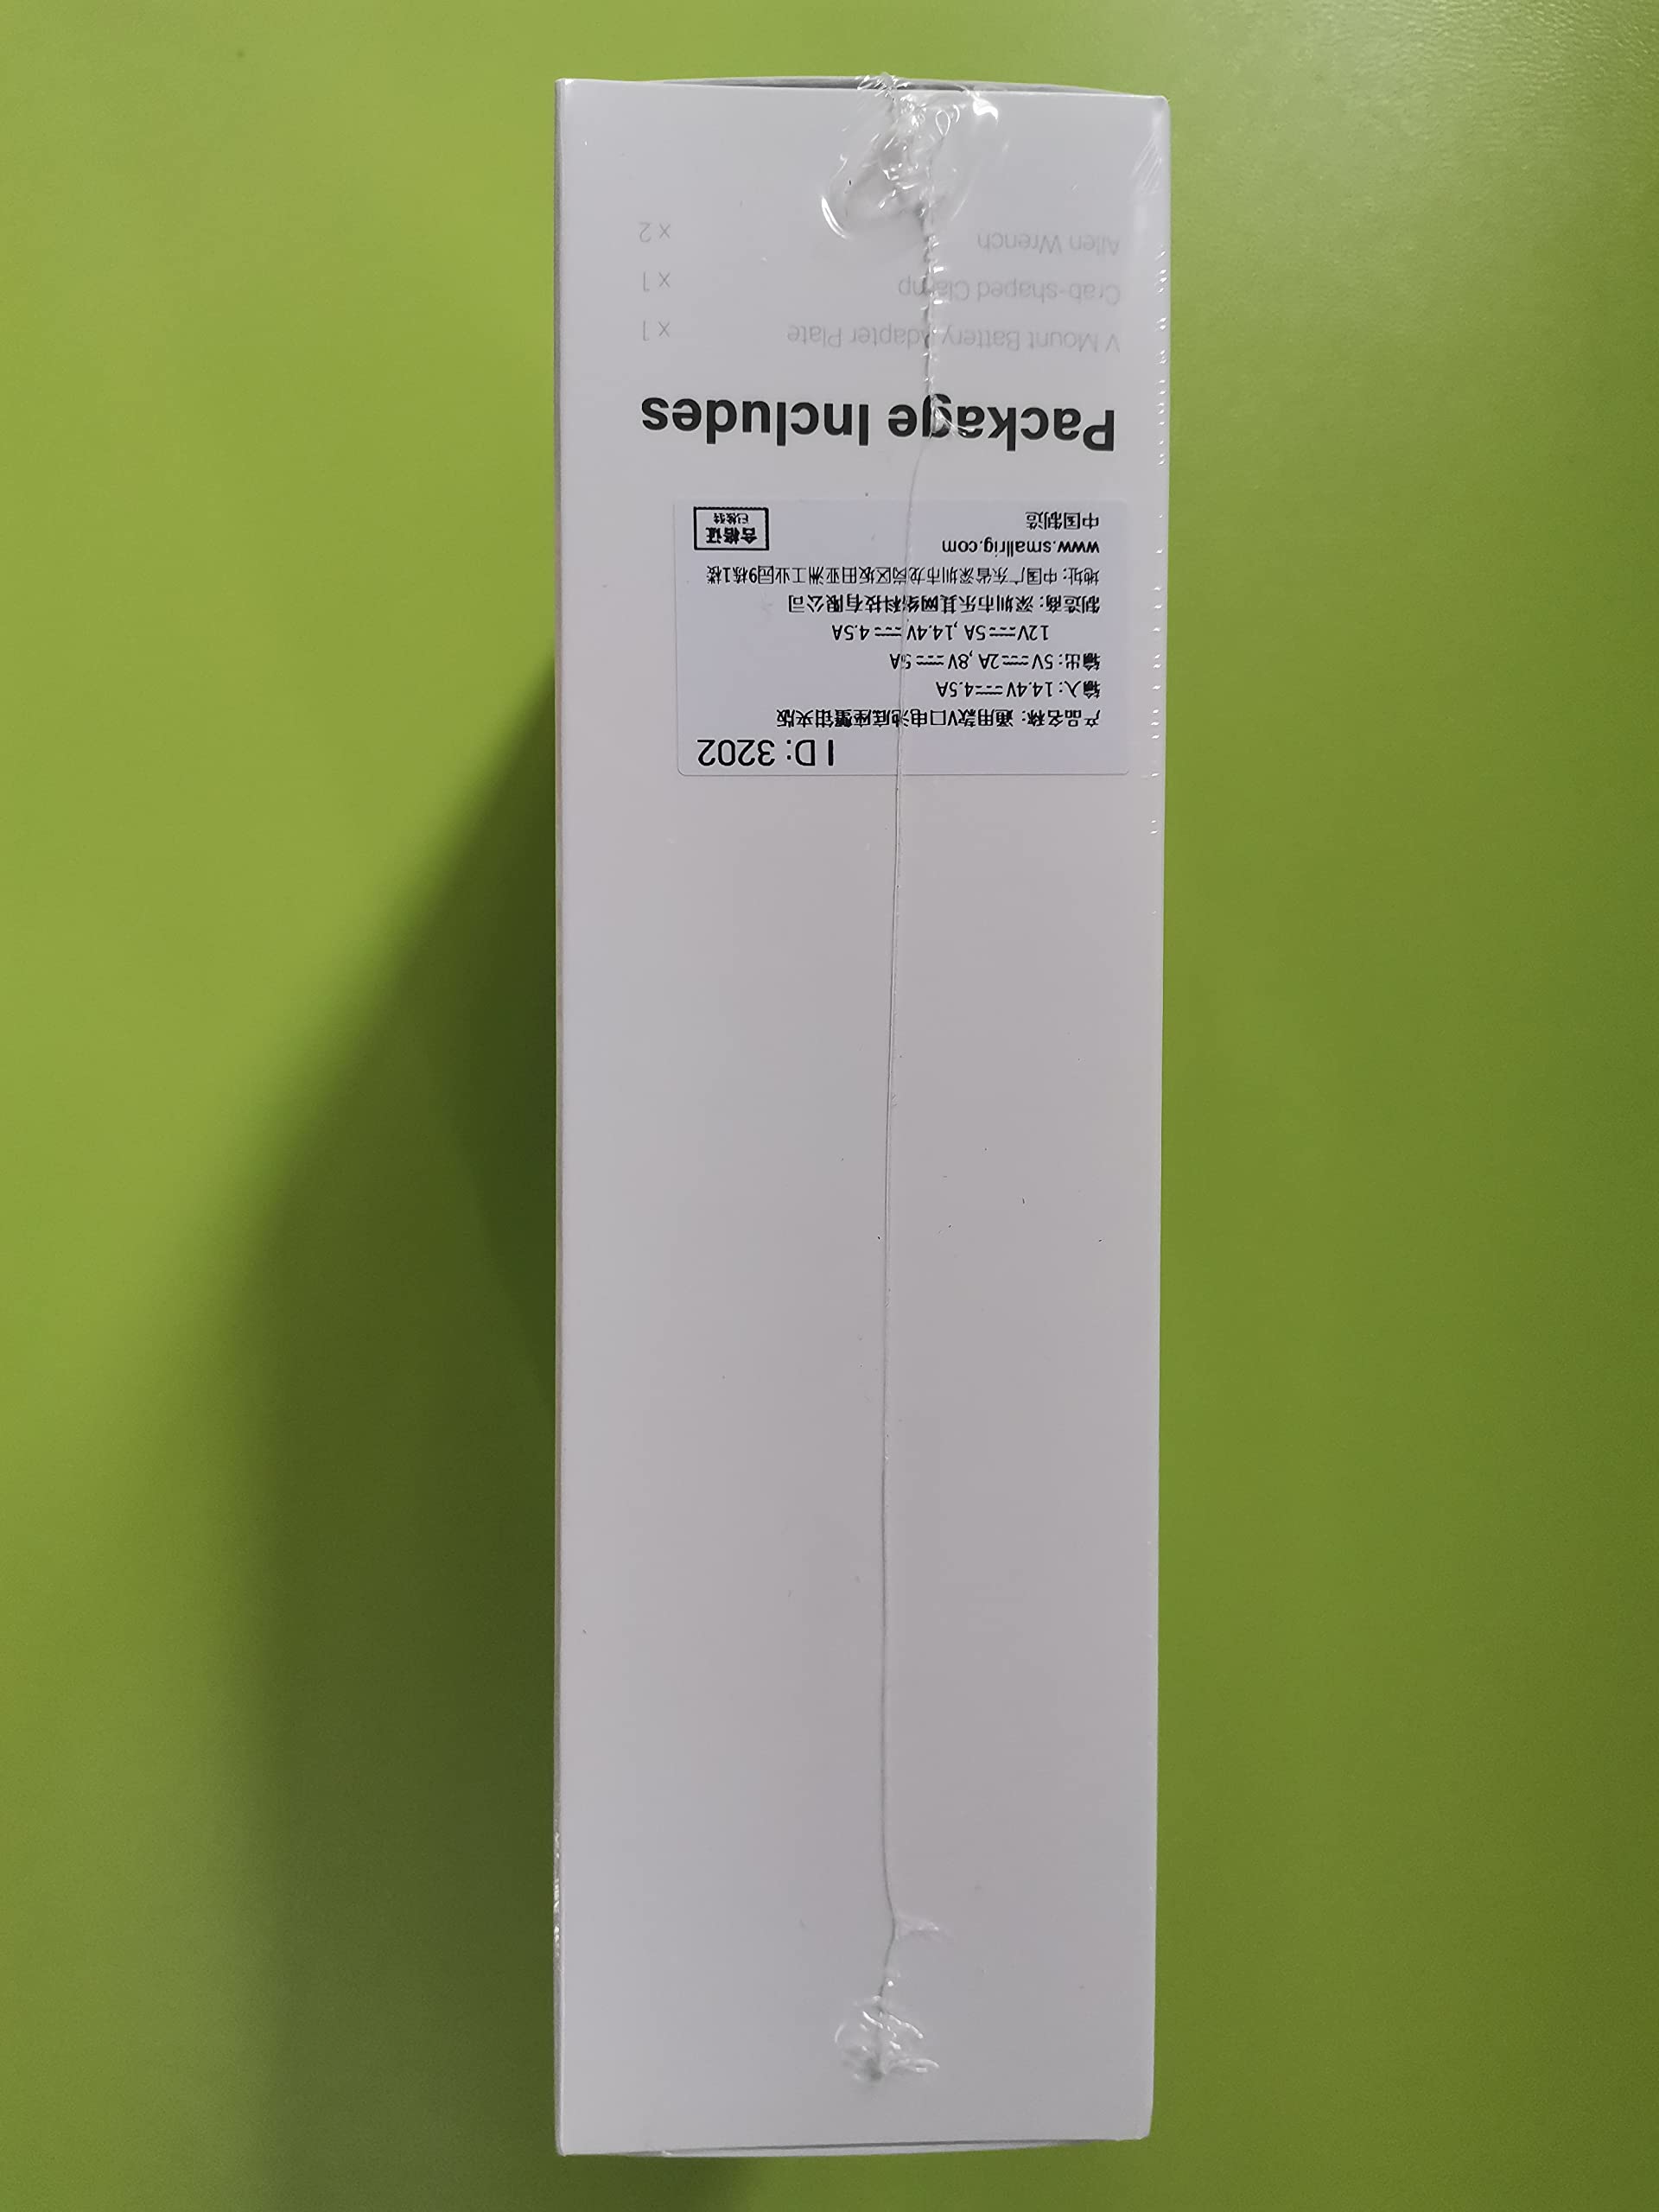 ID: 3202
产品名称: 通用款V口电池底座蟹钳夹版
输入: 14.4V⎓4.5A
输出: 5V⎓2A ,8V⎓5A
12V⎓5A ,14.4V⎓4.5A
制造商: 深圳市乐其网络科技有限公司
地址: 中国广东省深圳市龙岗区坂田亚洲工业园9栋1楼
www.smallrig.com
中国制造
合格证
已检
Package Includes
V Mount Battery Adapter Plate x 1
Crab-shaped Clamp x 1
Allen Wrench x 2